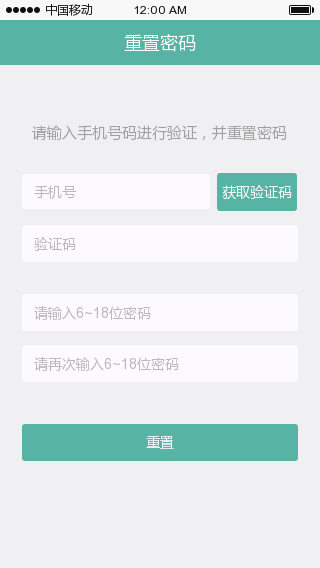 中国移动 12:00 AM
重置密码
请输入手机号码进行验证，并重置密码
手机号 获取验证码
验证码
请输入6~18位密码
请再次输入6~18位密码
重置